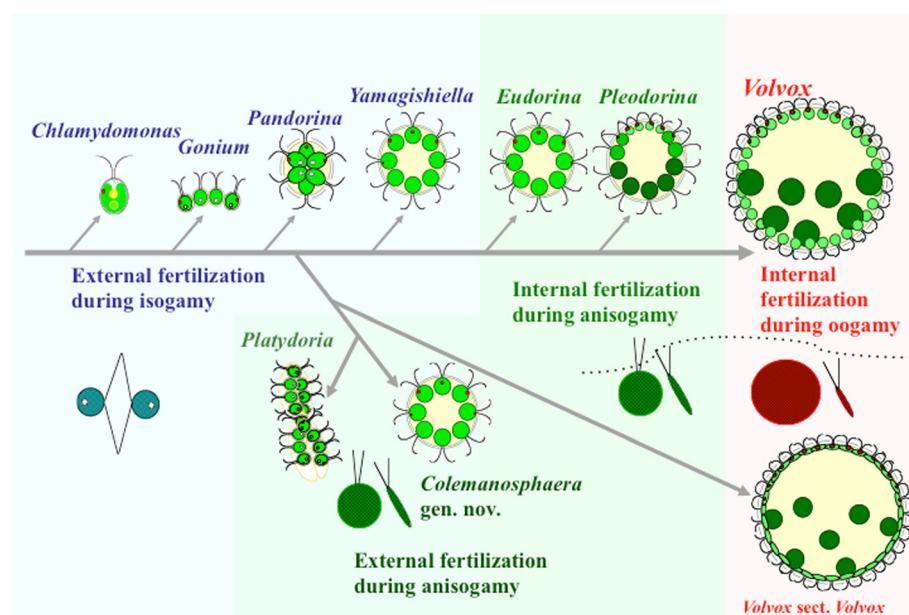 Chlamydomonas
Gonium
Pandorina
Yamagishiella
Eudorina
Pleodorina
Volvox
External fertilization
during isogamy
Internal fertilization
during anisogamy
Internal
fertilization
during oogamy
Platydoria
Colemanosphaera
gen. nov.
External fertilization
during anisogamy
Volvox sect. Volvox